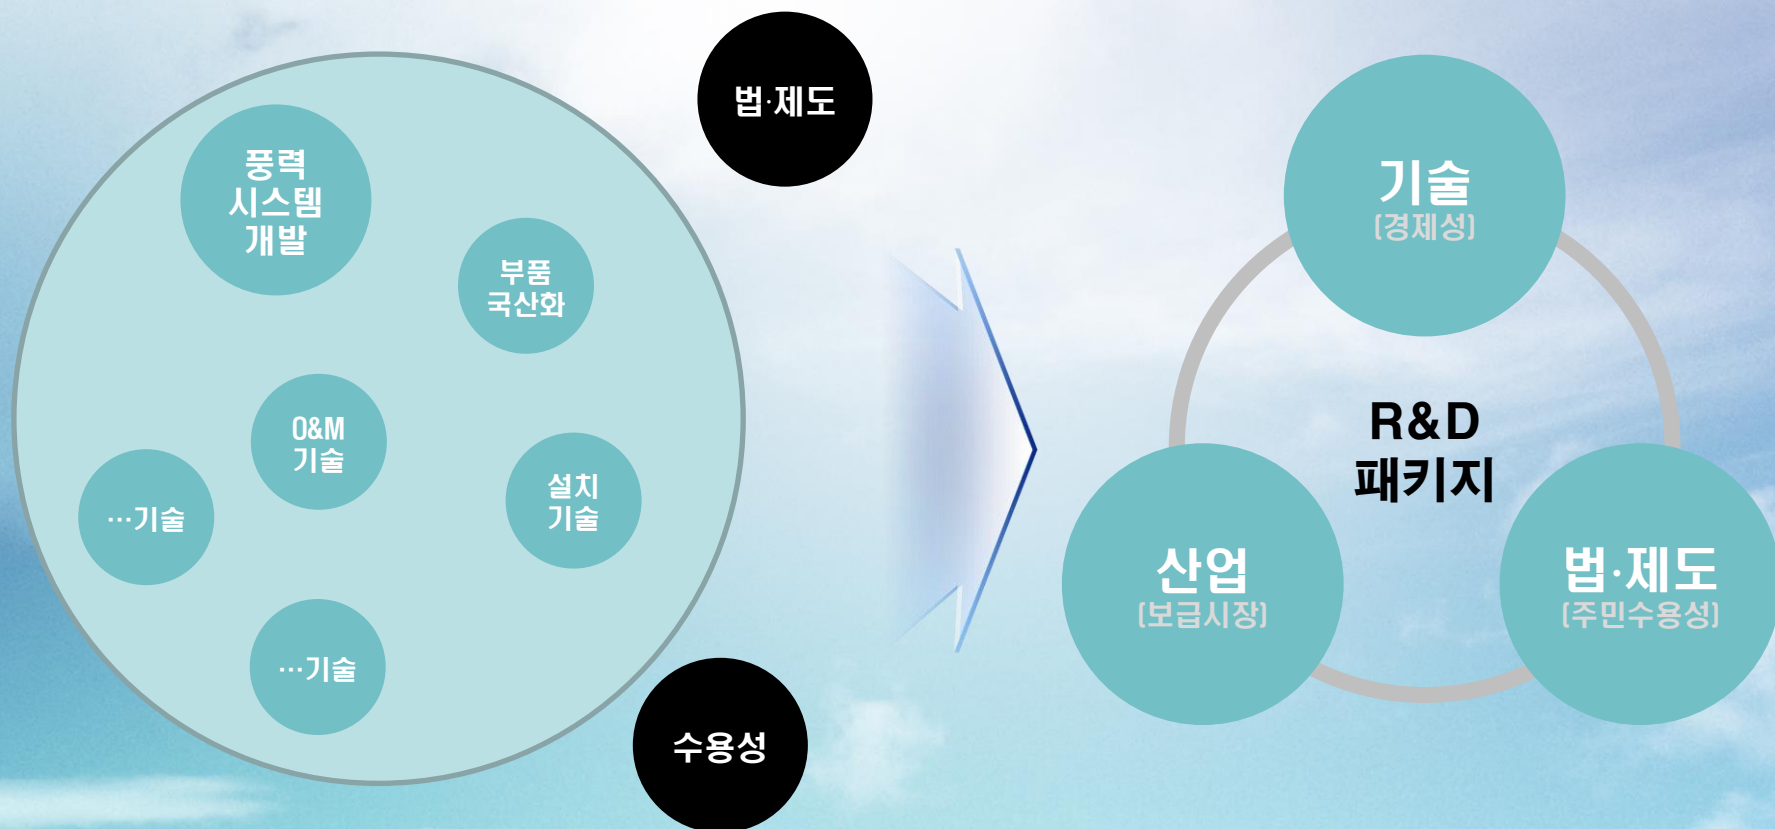 법·제도
풍력
시스템
개발
부품
국산화
O&M
기술
…기술
설치
기술
…기술
수용성
기술
(경제성)
R&D
패키지
산업
(보급시장)
법·제도
(주민수용성)